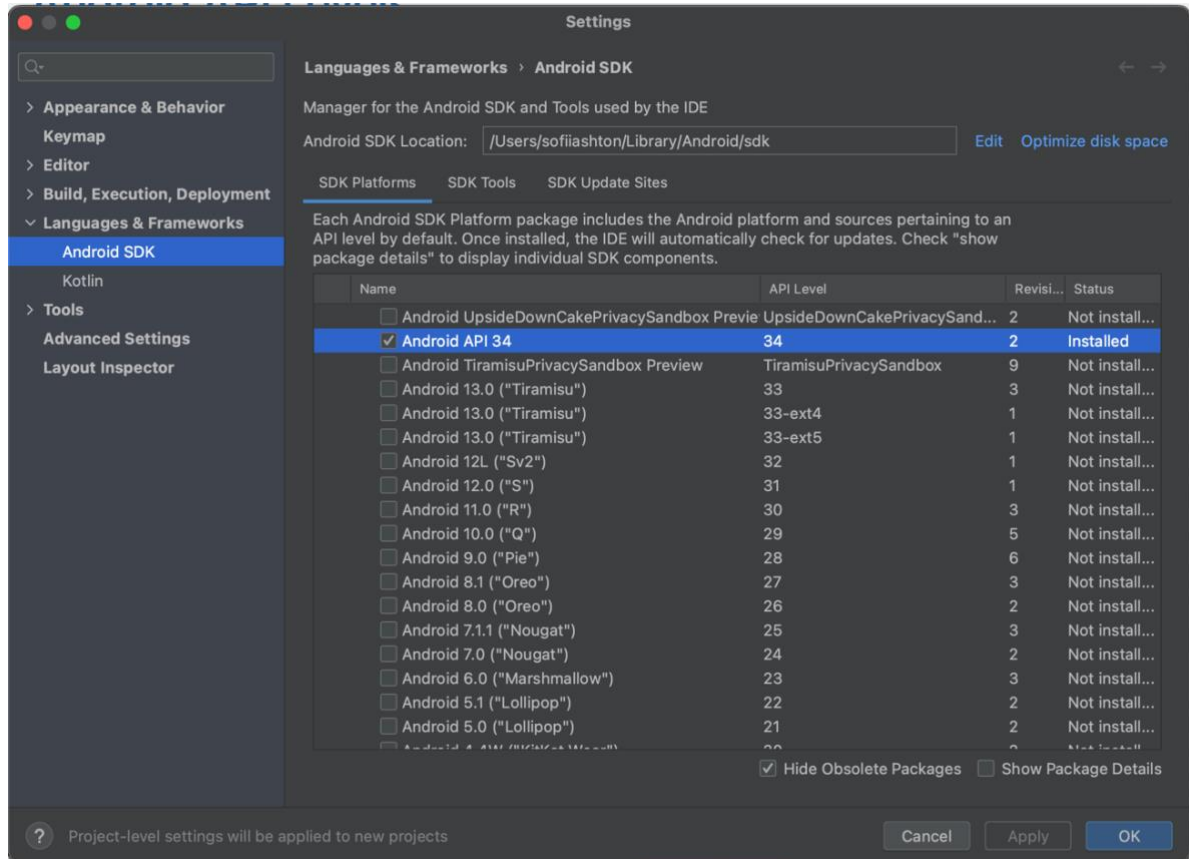 Settings
Languages & Frameworks › Android SDK
Appearance & Behavior
Keymap
Editor
Build, Execution, Deployment
Languages & Frameworks
Android SDK
Kotlin
Tools
Advanced Settings
Layout Inspector
Manager for the Android SDK and Tools used by the IDE
Android SDK Location: /Users/sofiiashton/Library/Android/sdk Edit Optimize disk space
SDK Platforms SDK Tools SDK Update Sites
Each Android SDK Platform package includes the Android platform and sources pertaining to an
API level by default. Once installed, the IDE will automatically check for updates. Check "show
package details" to display individual SDK components.
Name API Level Revisi... Status
Android UpsideDownCakePrivacySandbox Previe UpsideDownCakePrivacySand... 2 Not install...
Android API 34 34 2 Installed
Android TiramisuPrivacySandbox Preview TiramisuPrivacySandbox 9 Not install...
Android 13.0 ("Tiramisu") 33 3 Not install...
Android 13.0 ("Tiramisu") 33-ext4 1 Not install...
Android 13.0 ("Tiramisu") 33-ext5 1 Not install...
Android 12L ("Sv2") 32 1 Not install...
Android 12.0 ("S") 31 1 Not install...
Android 11.0 ("R") 30 3 Not install...
Android 10.0 ("Q") 29 5 Not install...
Android 9.0 ("Pie") 28 6 Not install...
Android 8.1 ("Oreo") 27 3 Not install...
Android 8.0 ("Oreo") 26 2 Not install...
Android 7.1.1 ("Nougat") 25 3 Not install...
Android 7.0 ("Nougat") 24 2 Not install...
Android 6.0 ("Marshmallow") 23 3 Not install...
Android 5.1 ("Lollipop") 22 2 Not install...
Android 5.0 ("Lollipop") 21 2 Not install...
Hide Obsolete Packages Show Package Details
? Project-level settings will be applied to new projects
Cancel Apply OK